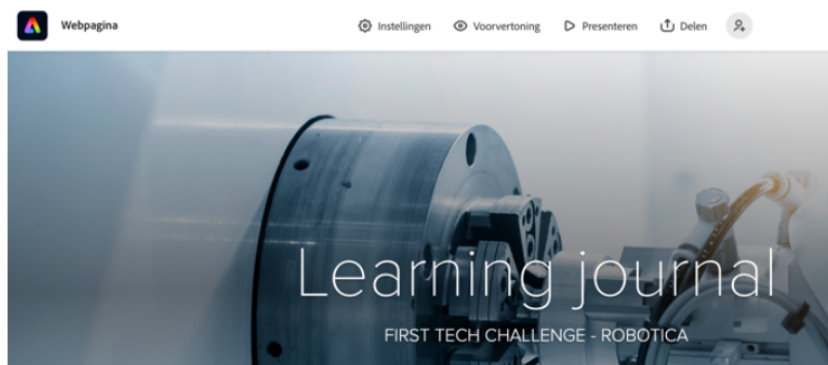 Webpagina
Instellingen Voorvertoning Presenteren Delen
Learning journal
FIRST TECH CHALLENGE - ROBOTICA